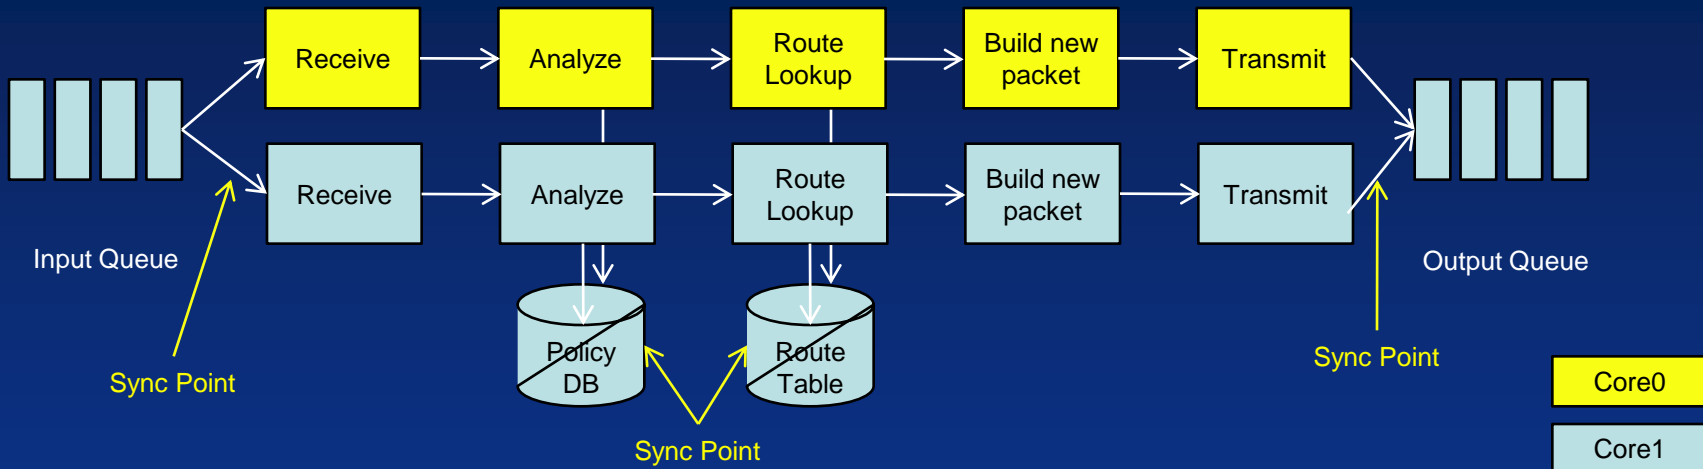 Receive
Analyze
Route
Lookup
Build new
packet
Transmit
Receive
Analyze
Route
Lookup
Build new
packet
Transmit
Input Queue
Output Queue
Policy
DB
Route
Table
Sync Point
Sync Point
Sync Point
Core0
Core1